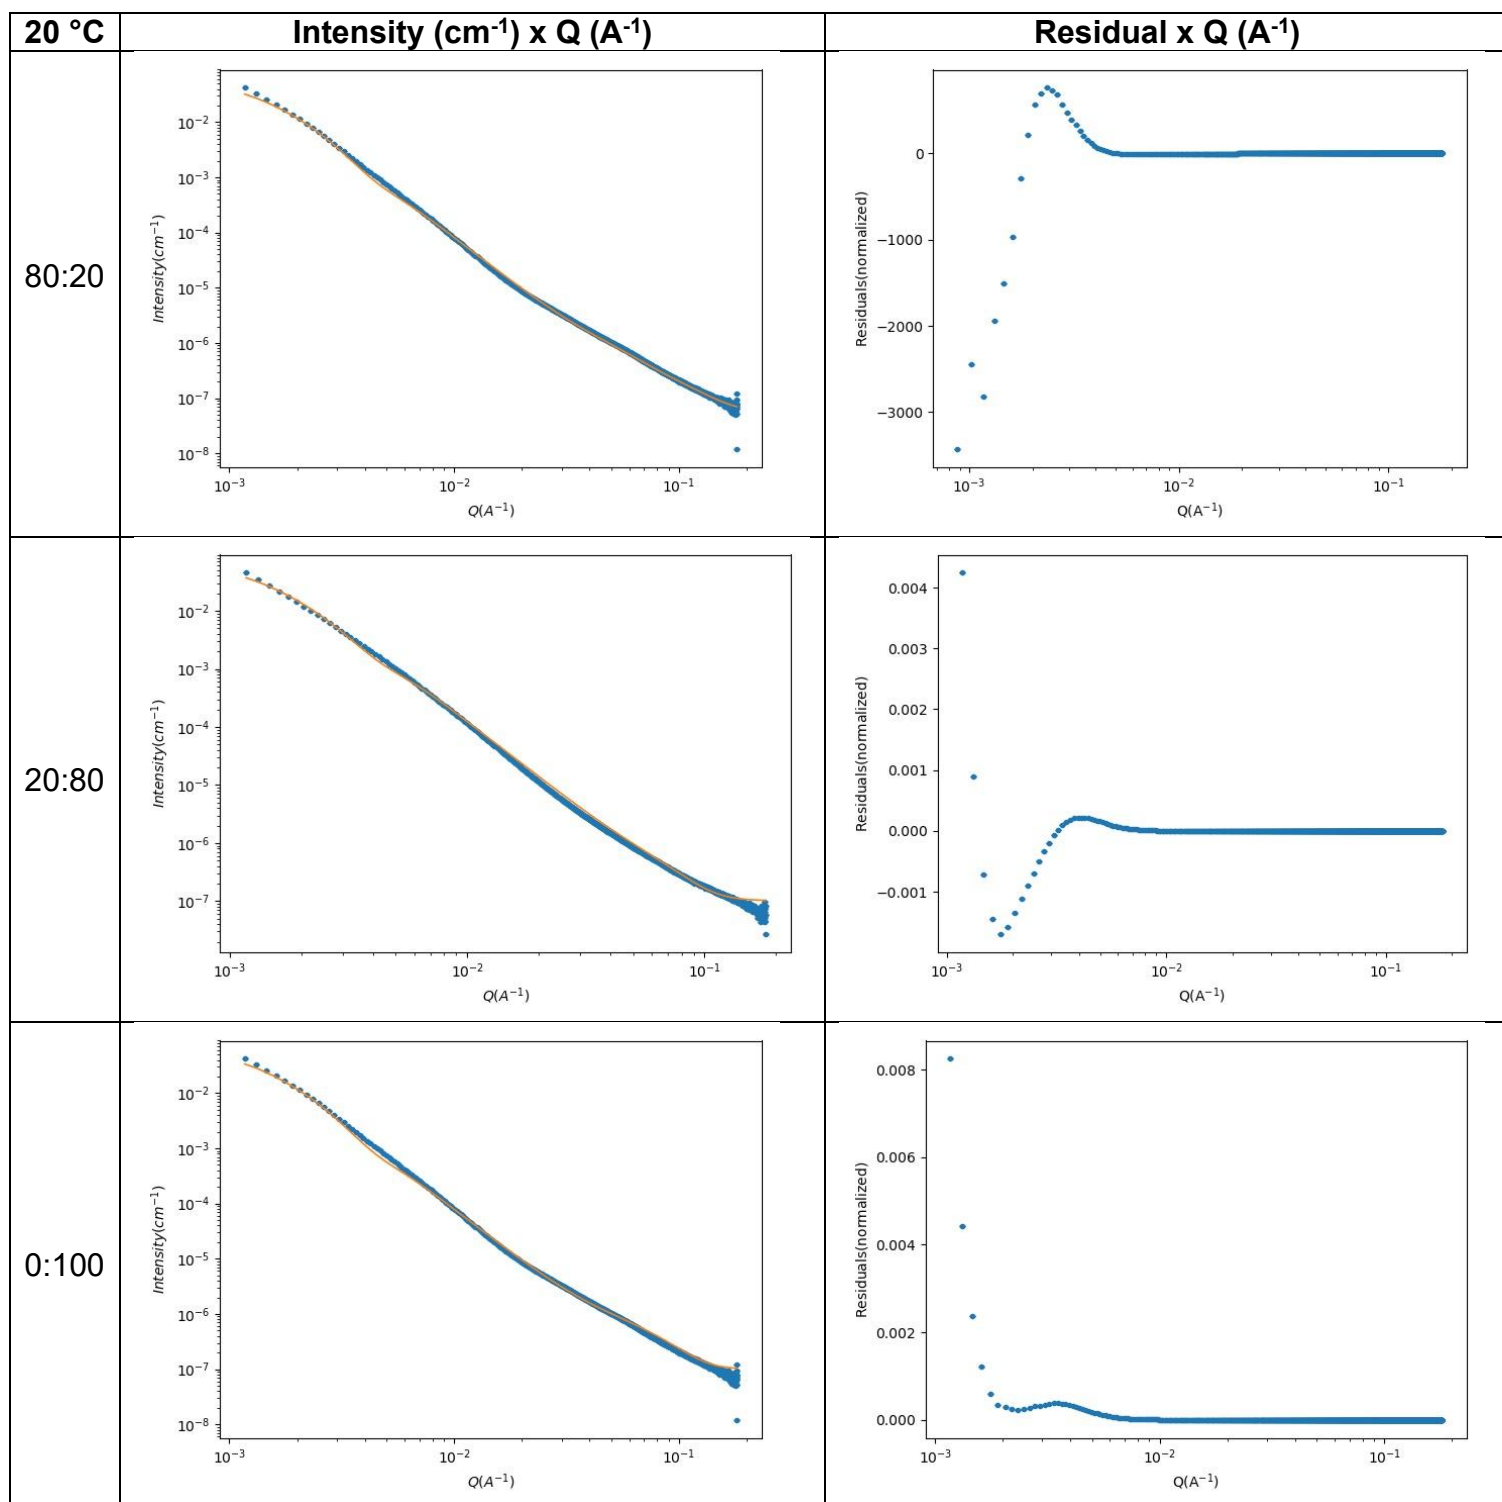 20 °C
Intensity (cm-1) x Q (A-1)
Residual x Q (A-1)
80:20
Intensity(cm−1)
10−2
10−3
10−4
10−5
10−6
10−7
10−8
10−3 10−2 10−1
Q(A−1)
Residuals(normalized)
0
−1000
−2000
−3000
10−3 10−2 10−1
Q(A−1)
20:80
Intensity(cm−1)
10−2
10−3
10−4
10−5
10−6
10−7
10−3 10−2 10−1
Q(A−1)
Residuals(normalized)
0.004
0.003
0.002
0.001
0.000
−0.001
10−3 10−2 10−1
Q(A−1)
0:100
Intensity(cm−1)
10−2
10−3
10−4
10−5
10−6
10−7
10−8
10−3 10−2 10−1
Q(A−1)
Residuals(normalized)
0.008
0.006
0.004
0.002
0.000
10−3 10−2 10−1
Q(A−1)